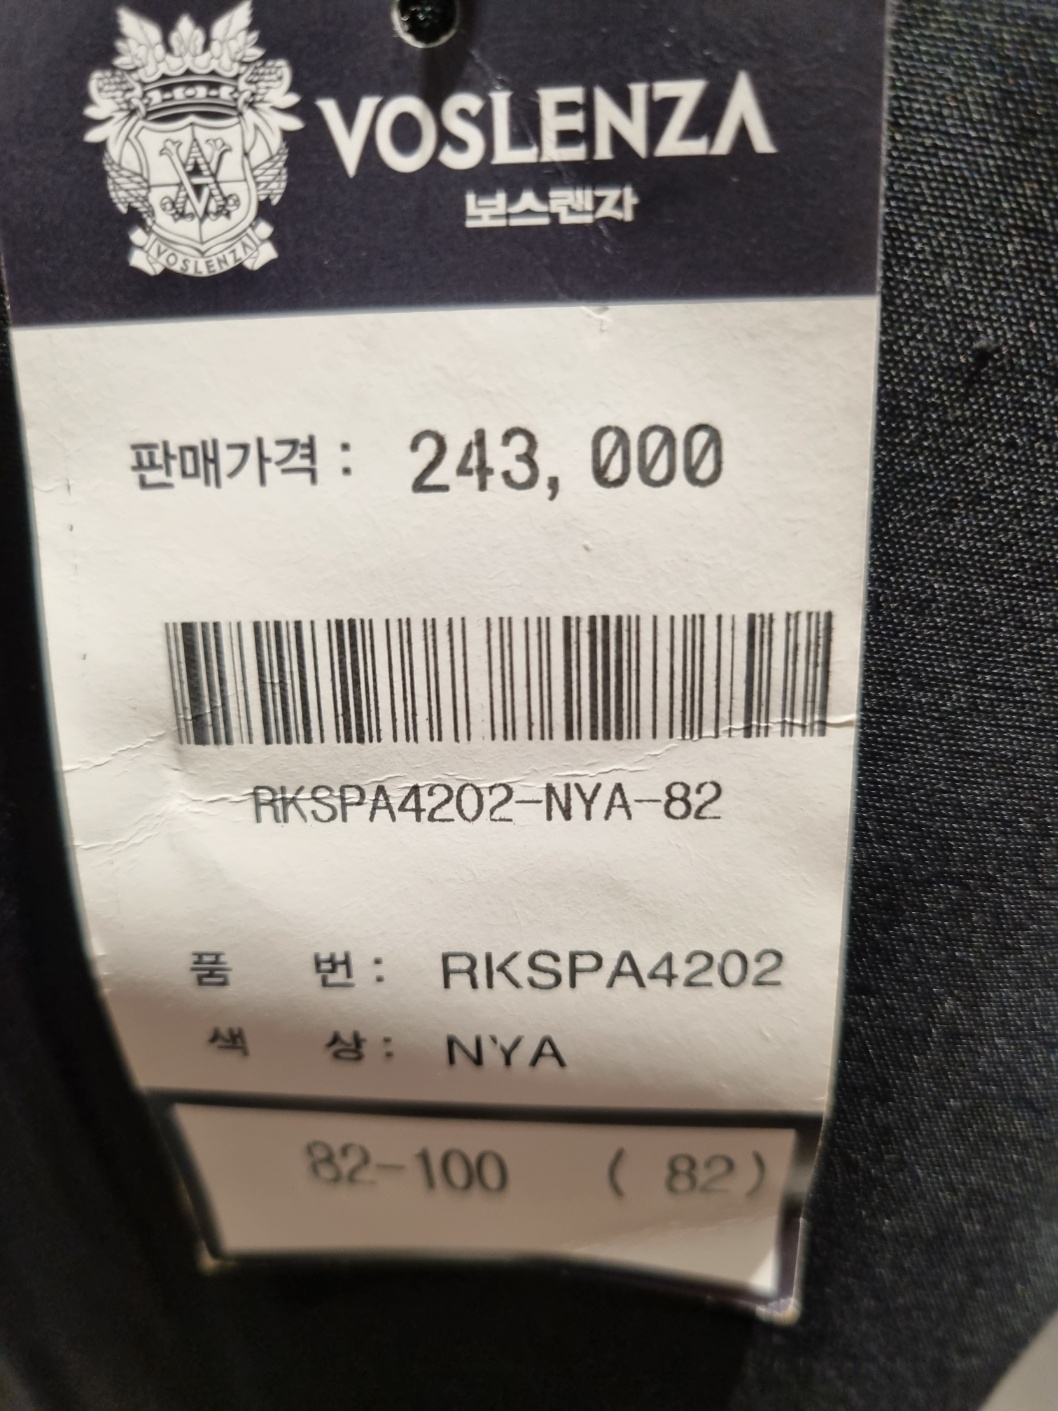 VOSLENZA
보스렌자
VOSLENZA
판매가격 : 243,000
RKSPA4202-NYA-82
품 번 : RKSPA4202
색 상 : NYA
82-100 ( 82)